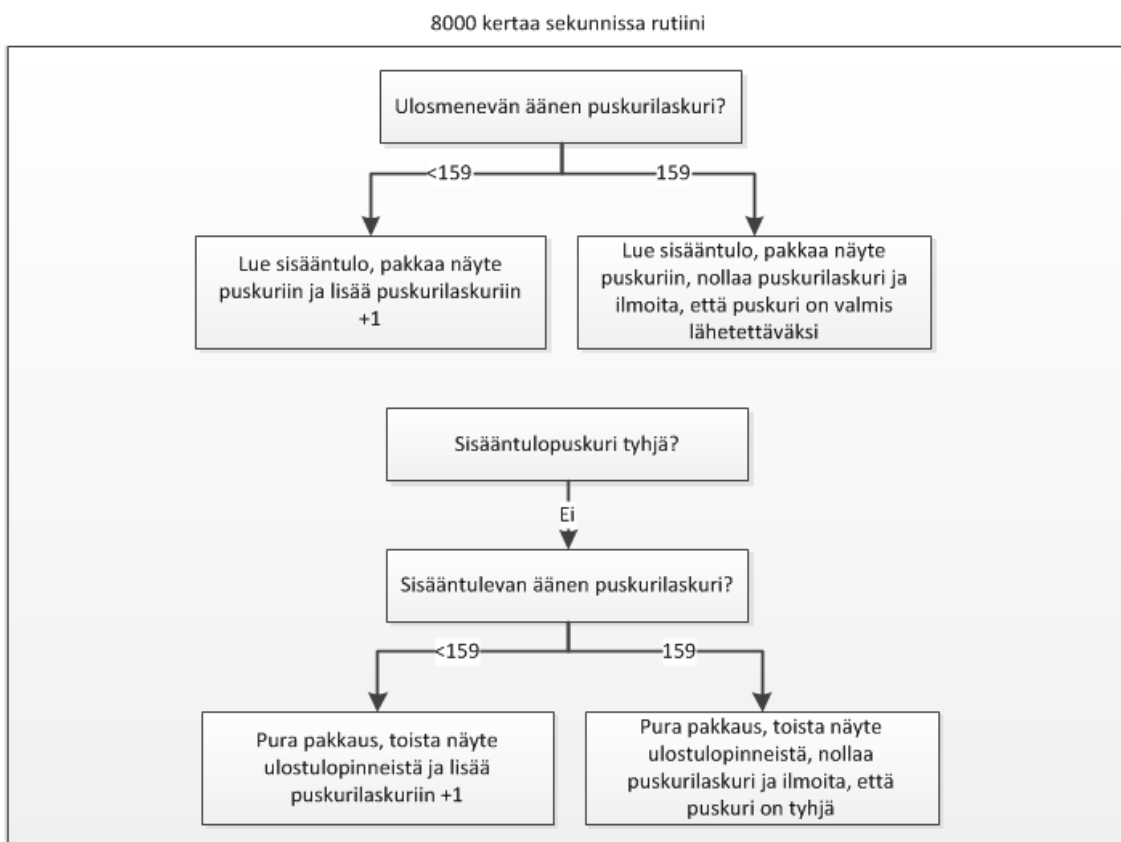 8000 kertaa sekunnissa rutiini
Ulosmenevän äänen puskurilaskuri?
<159
159
Lue sisääntulo, pakkaa näyte
puskuriin ja lisää puskurilaskuriin
+1
Lue sisääntulo, pakkaa näyte
puskuriin, nollaa puskurilaskuri ja
ilmoita, että puskuri on valmis
lähetettäväksi
Sisääntulopuskuri tyhjä?
Ei
Sisääntulevan äänen puskurilaskuri?
<159
159
Pura pakkaus, toista näyte
ulostulopinneistä ja lisää
puskurilaskuriin +1
Pura pakkaus, toista näyte
ulostulopinneistä, nollaa
puskurilaskuri ja ilmoita, että
puskuri on tyhjä